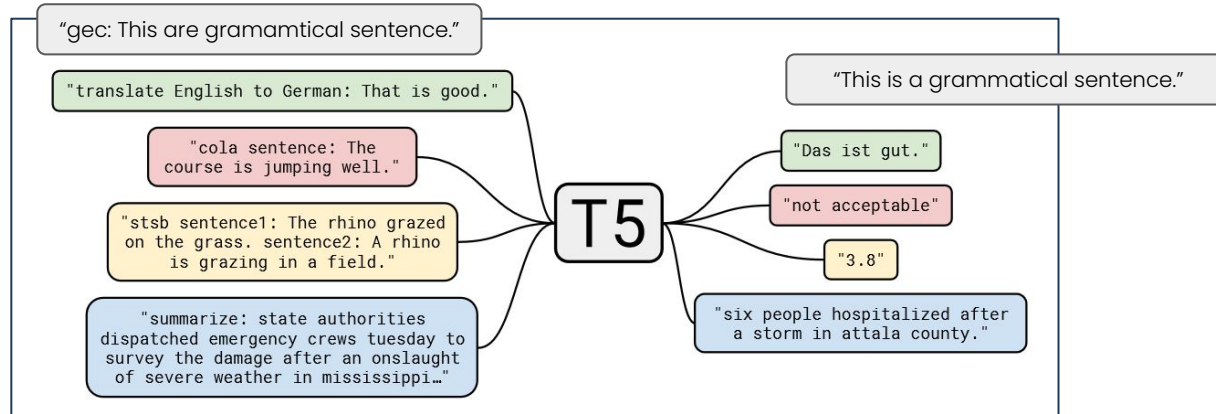 “gec: This are gramamtical sentence.”
"translate English to German: That is good."
"cola sentence: The
course is jumping well."
"stsb sentence1: The rhino grazed
on the grass. sentence2: A rhino
is grazing in a field."
"summarize: state authorities
dispatched emergency crews tuesday to
survey the damage after an onslaught
of severe weather in mississippi…"
T5
“This is a grammatical sentence.”
"Das ist gut."
"not acceptable"
"3.8"
"six people hospitalized after
a storm in attala county."